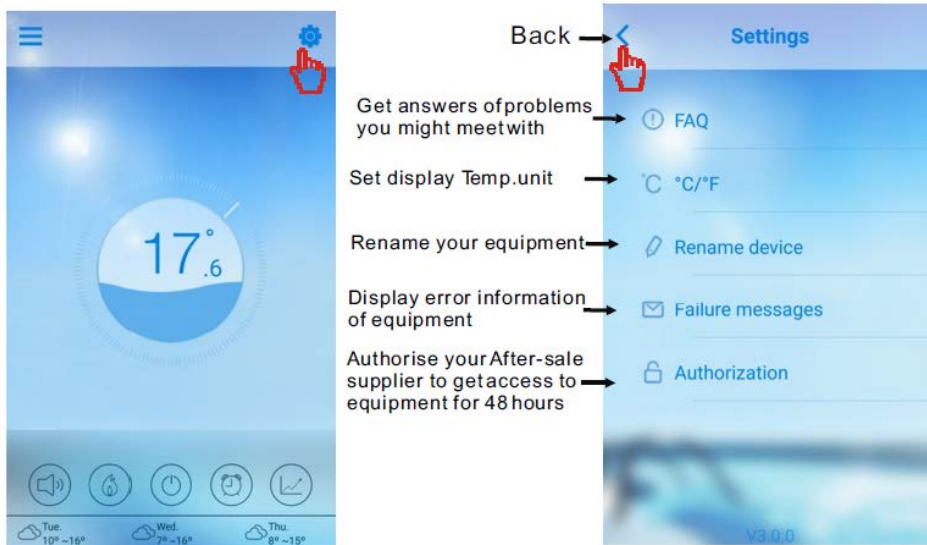 17°.6
Tue.
10° ~16°
Wed.
7° ~16°
Thu.
8° ~15°
Back
Get answers of problems
you might meet with
Set display Temp.unit
Rename your equipment
Display error information
of equipment
Authorise your After-sale
supplier to get access to
equipment for 48 hours
Settings
FAQ
°C °C/°F
Rename device
Failure messages
Authorization
V3.0.0